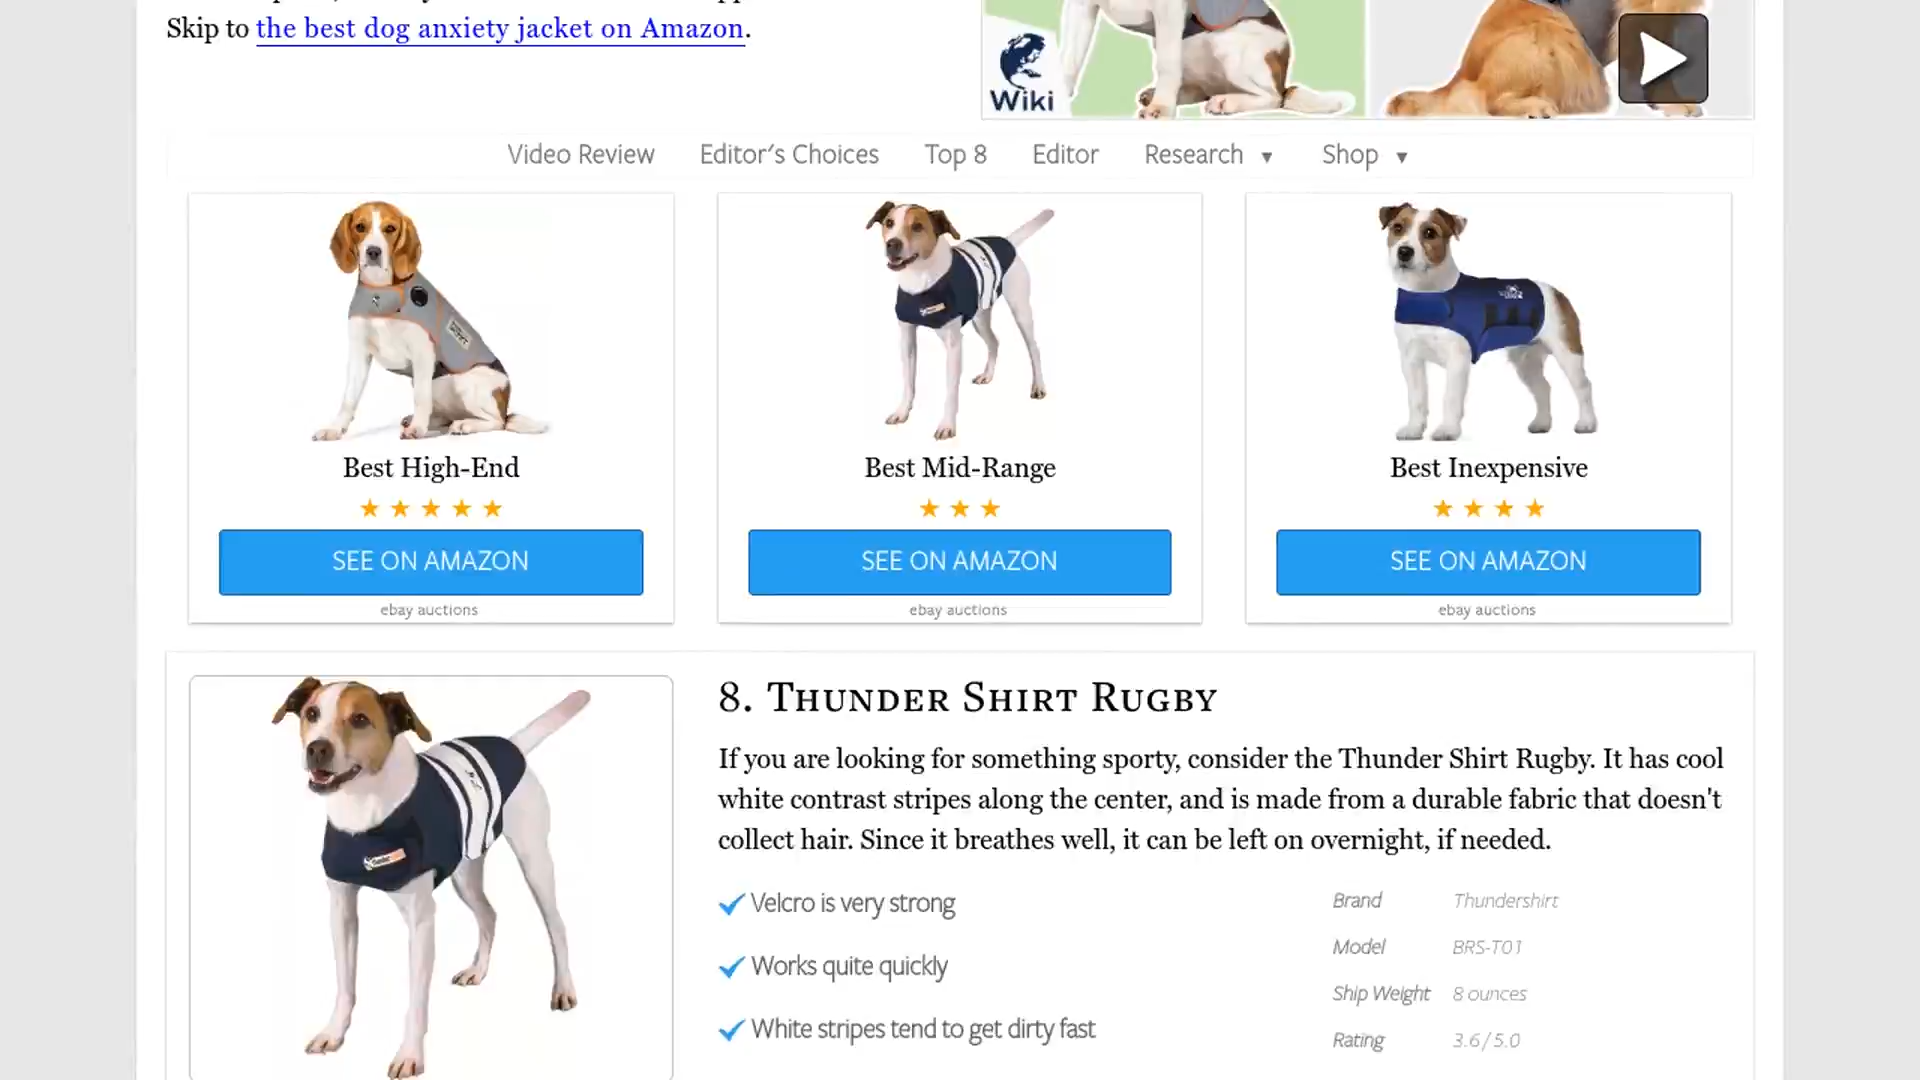 Skip to the best dog anxiety jacket on Amazon.
Wiki
Video Review Editor's Choices Top 8 Editor Research ▼ Shop ▼
Best High-End
Best Mid-Range
Best Inexpensive
SEE ON AMAZON
SEE ON AMAZON
SEE ON AMAZON
ebay auctions
ebay auctions
ebay auctions
8. THUNDER SHIRT RUGBY
If you are looking for something sporty, consider the Thunder Shirt Rugby. It has cool
white contrast stripes along the center, and is made from a durable fabric that doesn't
collect hair. Since it breathes well, it can be left on overnight, if needed.
Velcro is very strong
Works quite quickly
White stripes tend to get dirty fast
Brand Thundershirt
Model BRS-T01
Ship Weight 8 ounces
Rating 3.6/5.0